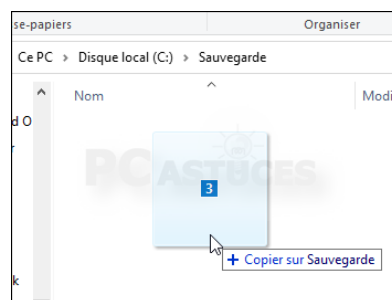 se-papiers Organiser
Ce PC > Disque local (C:) > Sauvegarde
Nom Modi
d O
r
PC ASTUCES
3
+ Copier sur Sauvegarde
k